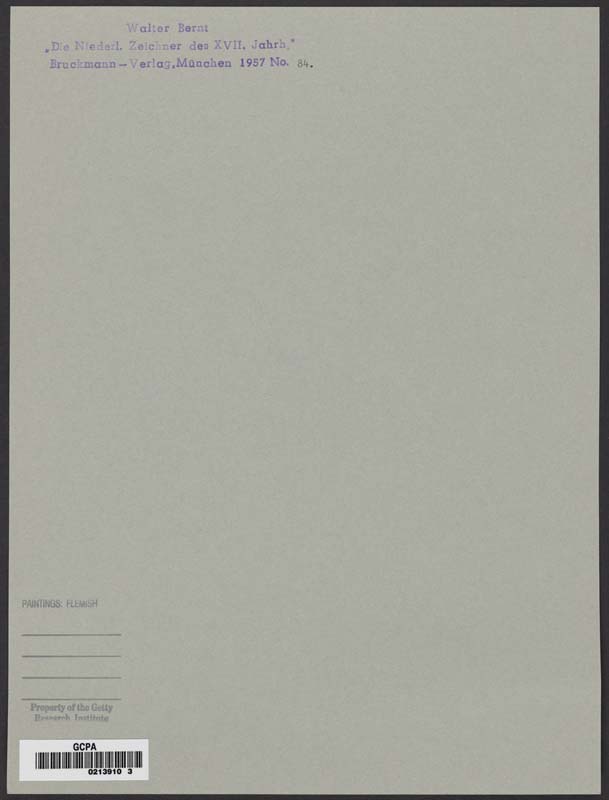 Walter Bernt
„Die Niederl. Zeichner des XVII. Jahrh.“
Bruckmann–Verlag, München 1957 No. 84.
PAINTINGS: FLEMISH
Property of the Getty
Research Institute
GCPA
0213910 3